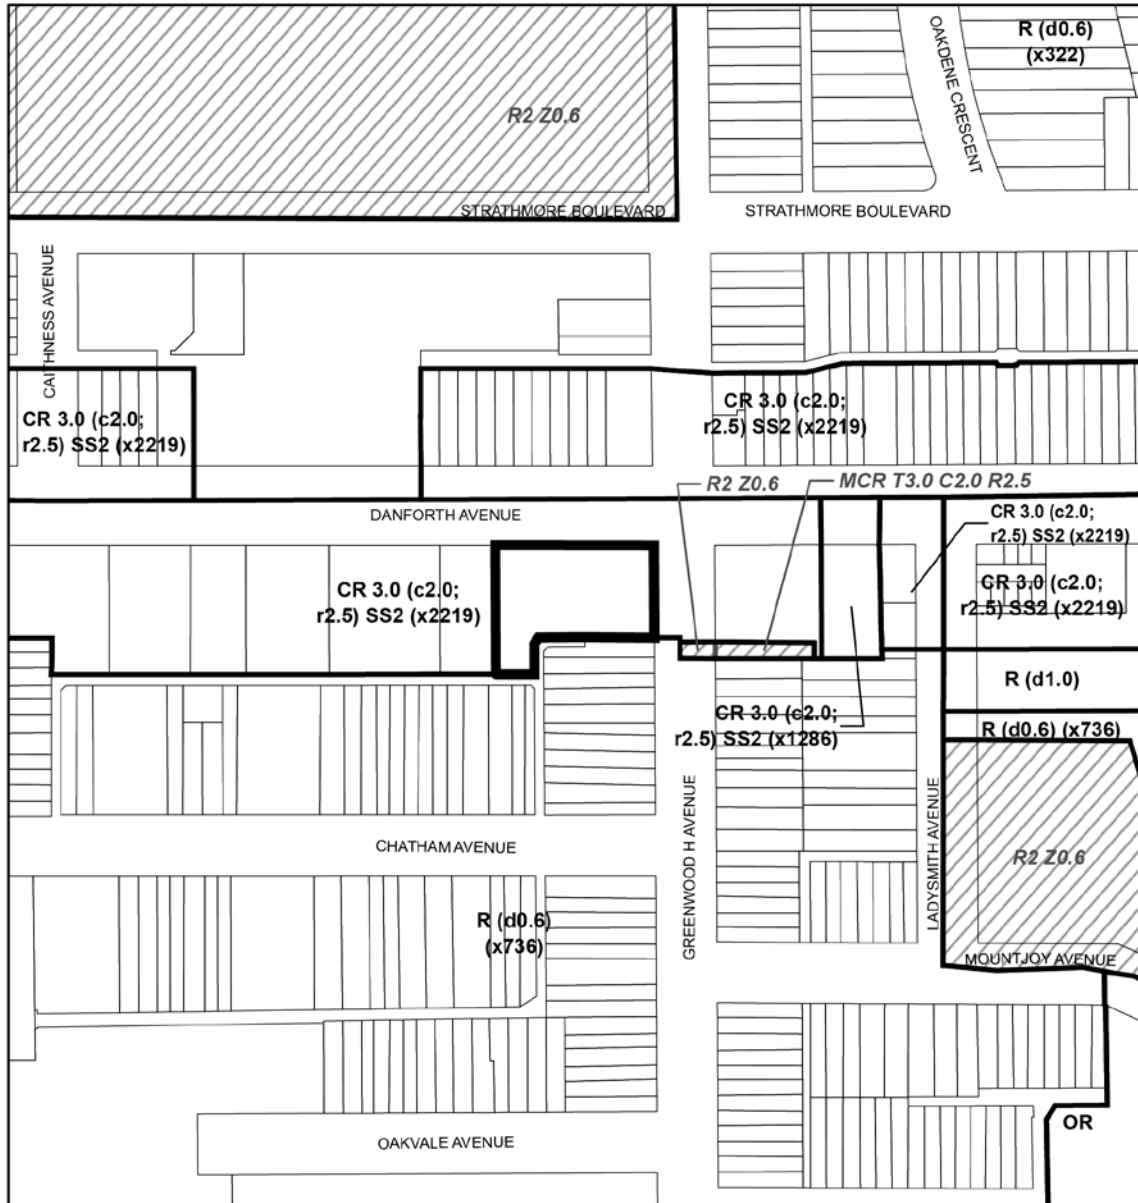 R (d0.6)
(x322)
OAKDENE CRESCENT
R2 Z0.6
STRATHMORE BOULEVARD
STRATHMORE BOULEVARD
CAITHNESS AVENUE
CR 3.0 (c2.0;
r2.5) SS2 (x2219)
CR 3.0 (c2.0;
r2.5) SS2 (x2219)
R2 Z0.6
MCR T3.0 C2.0 R2.5
DANFORTH AVENUE
CR 3.0 (c2.0;
r2.5) SS2 (x2219)
CR 3.0 (c2.0;
r2.5) SS2 (x2219)
CR 3.0 (c2.0;
r2.5) SS2 (x2219)
R (d1.0)
CR 3.0 (c2.0;
r2.5) SS2 (x1286)
R (d0.6) (x736)
GREENWOOD H AVENUE
LADYSMITH AVENUE
CHATHAM AVENUE
R2 Z0.6
R (d0.6)
(x736)
MOUNTJOY AVENUE
OAKVALE AVENUE
OR